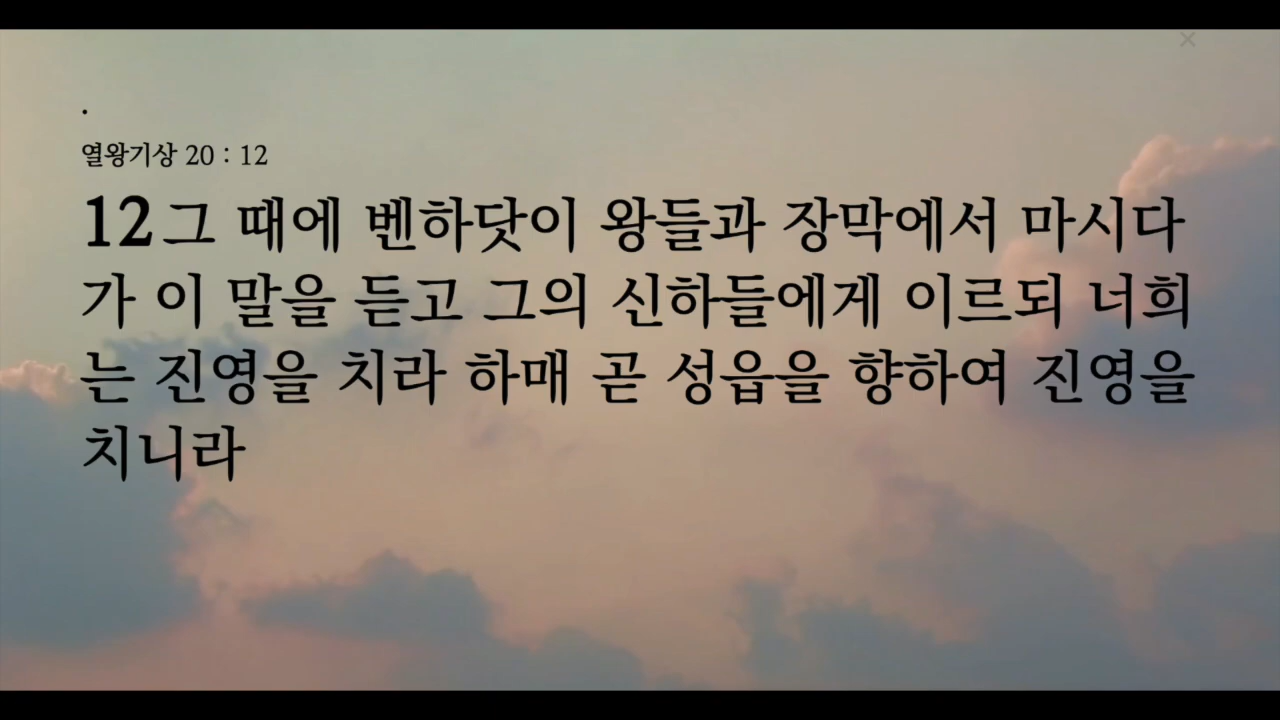 .
열왕기상 20 : 12
12그 때에 벤하닷이 왕들과 장막에서 마시다
가 이 말을 듣고 그의 신하들에게 이르되 너희
는 진영을 치라 하매 곧 성읍을 향하여 진영을
치니라